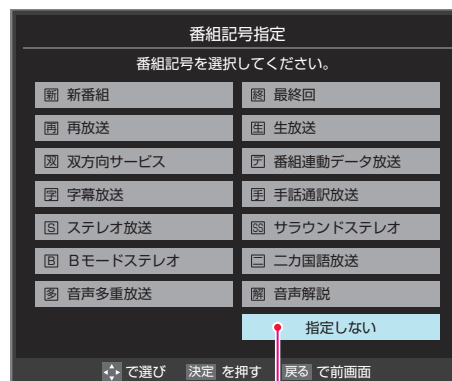 番組記号指定
番組記号を選択してください。
新 新番組
終 最終回
再 再放送
生 生放送
双 双方向サービス
デ 番組連動データ放送
字 字幕放送
手 手話通訳放送
S ステレオ放送
SS サラウンドステレオ
B Bモードステレオ
二 二カ国語放送
多 音声多重放送
解 音声解説
指定しない
で選び 決定 を押す 戻る で前画面